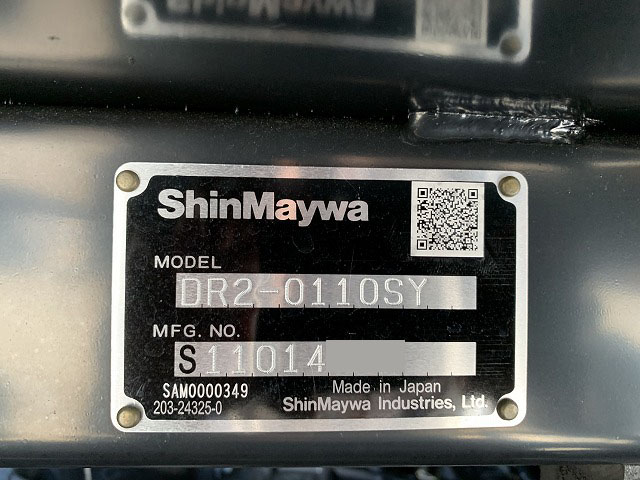 ShinMaywa
MODEL
DR2-0110SY
MFG. NO.
S11014
SAM0000349
203-24325-0
Made in Japan
ShinMaywa Industries, Ltd.